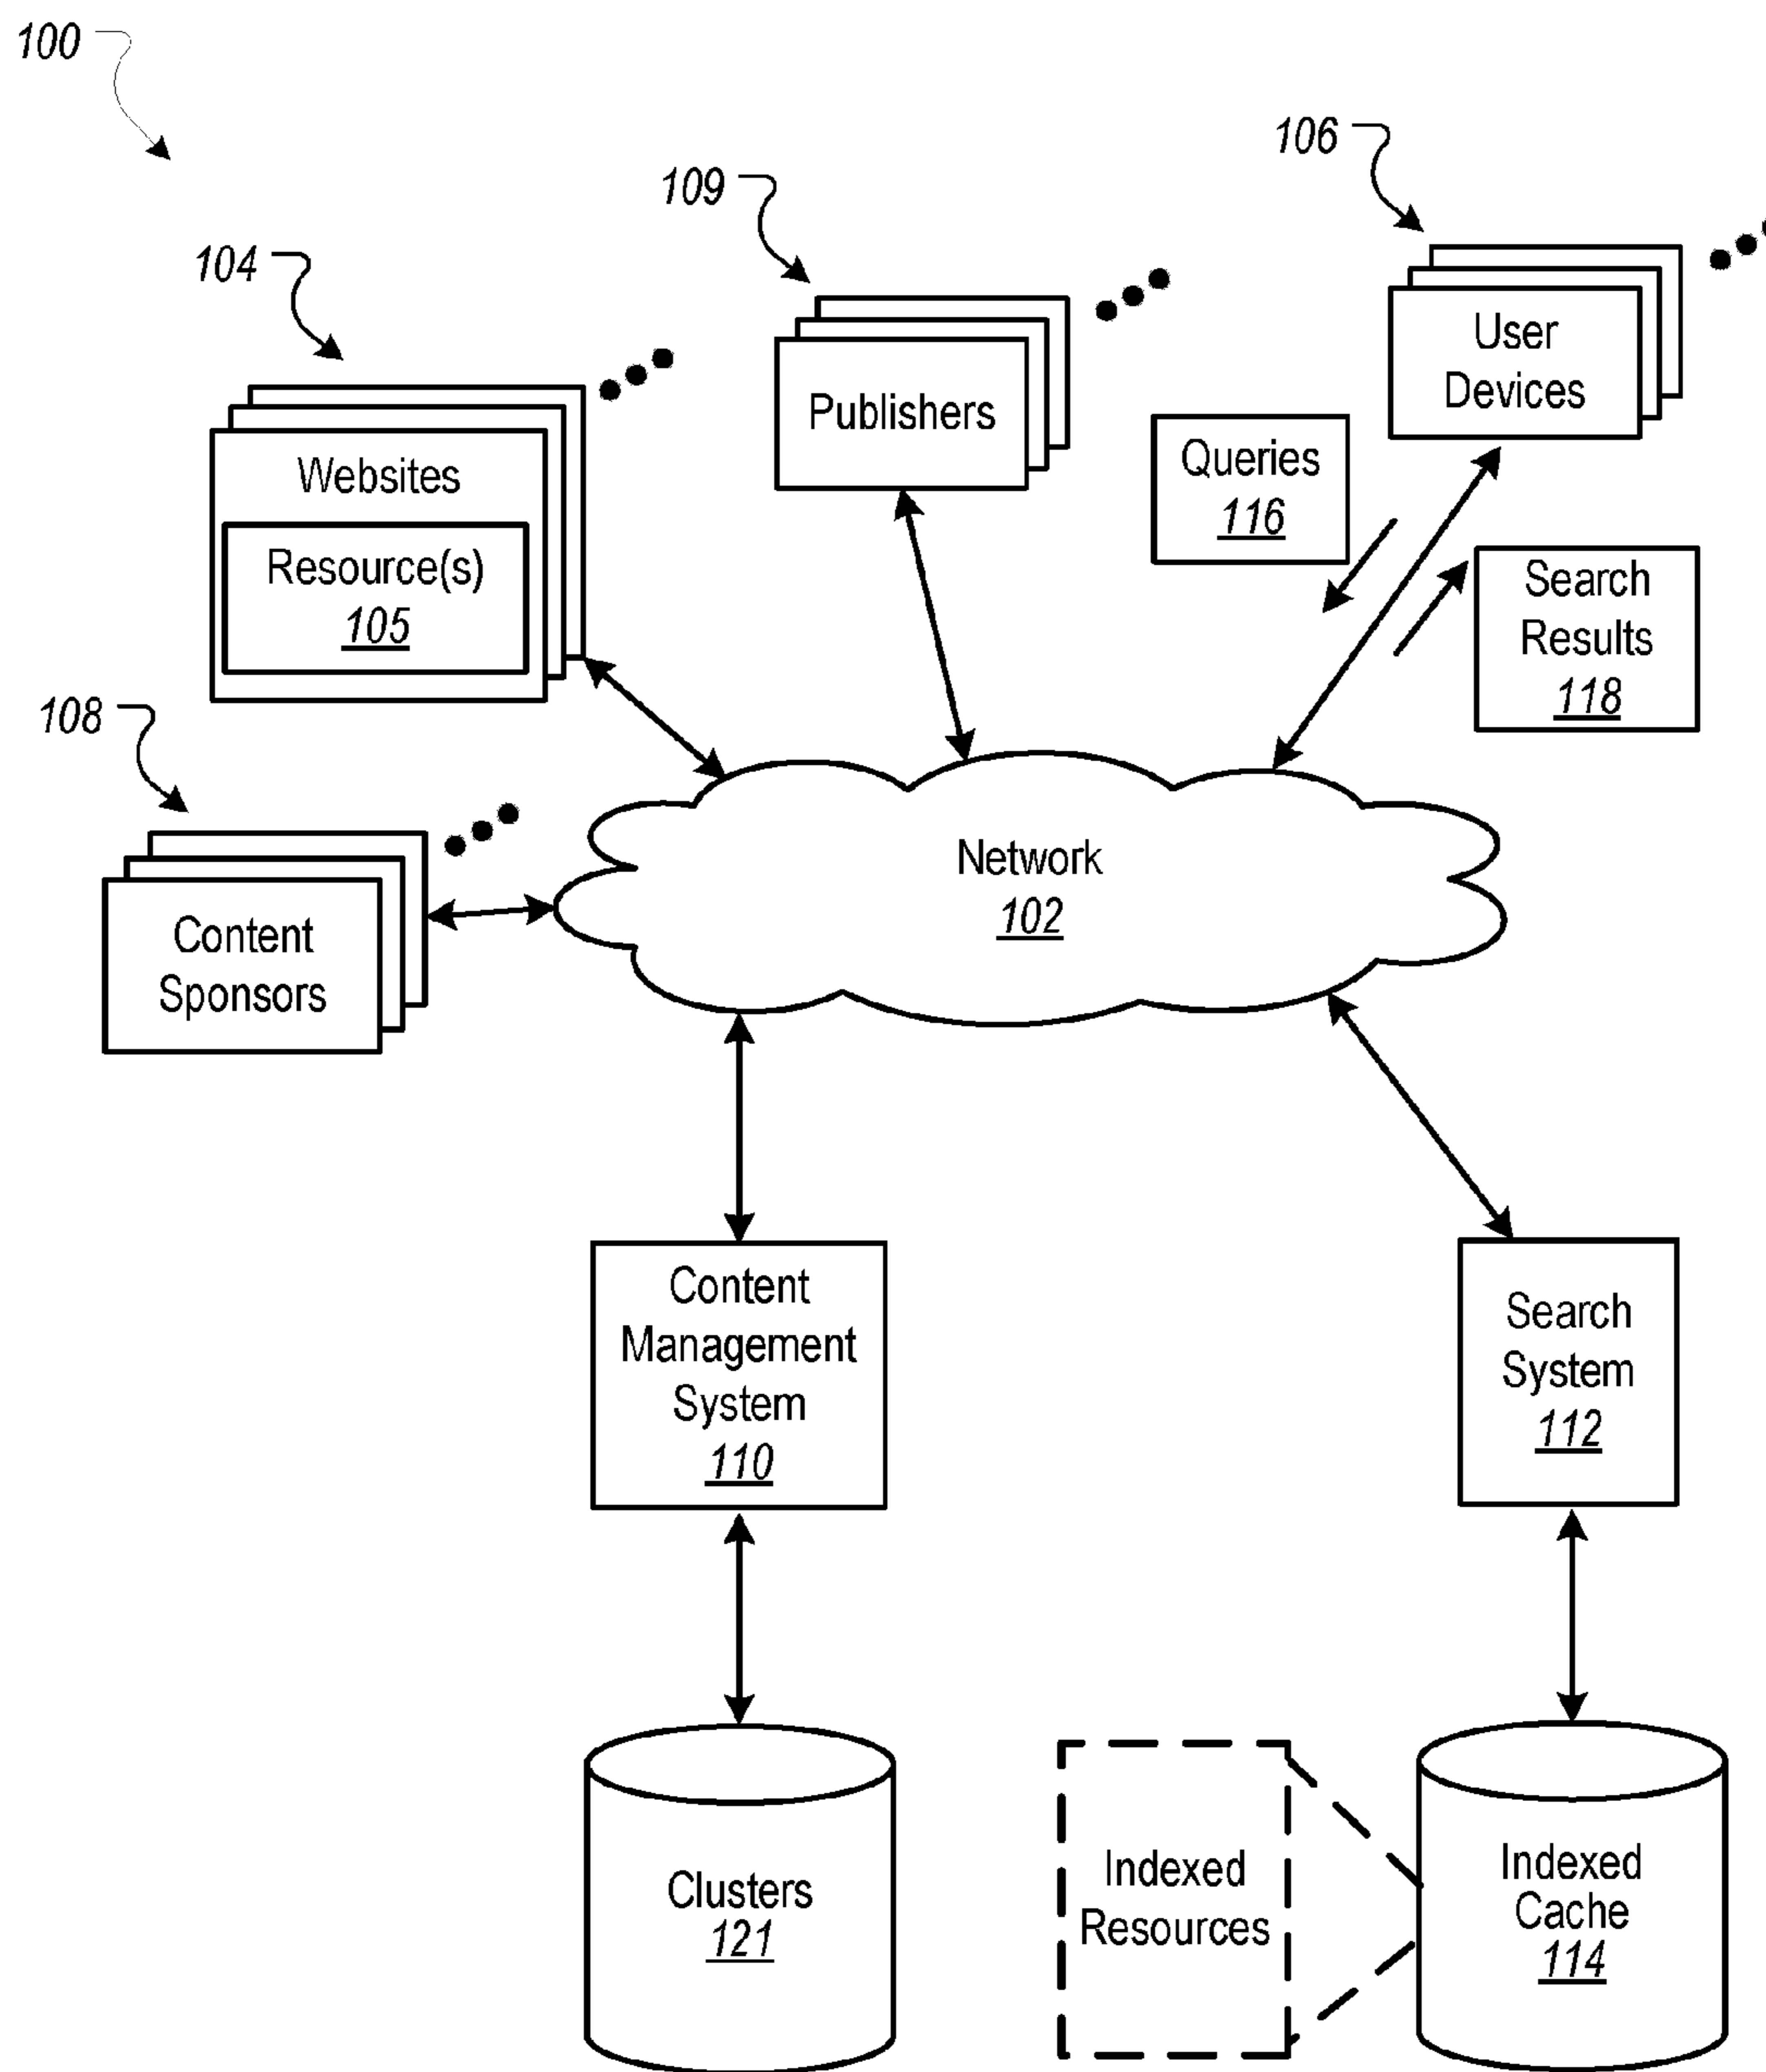 100
106
109
104
User
Devices
Publishers
Queries
116
Websites
Resource(s)
105
Search
Results
118
108
Network
102
Content
Sponsors
Content
Management
System
110
Search
System
112
Clusters
121
Indexed
Resources
Indexed
Cache
114